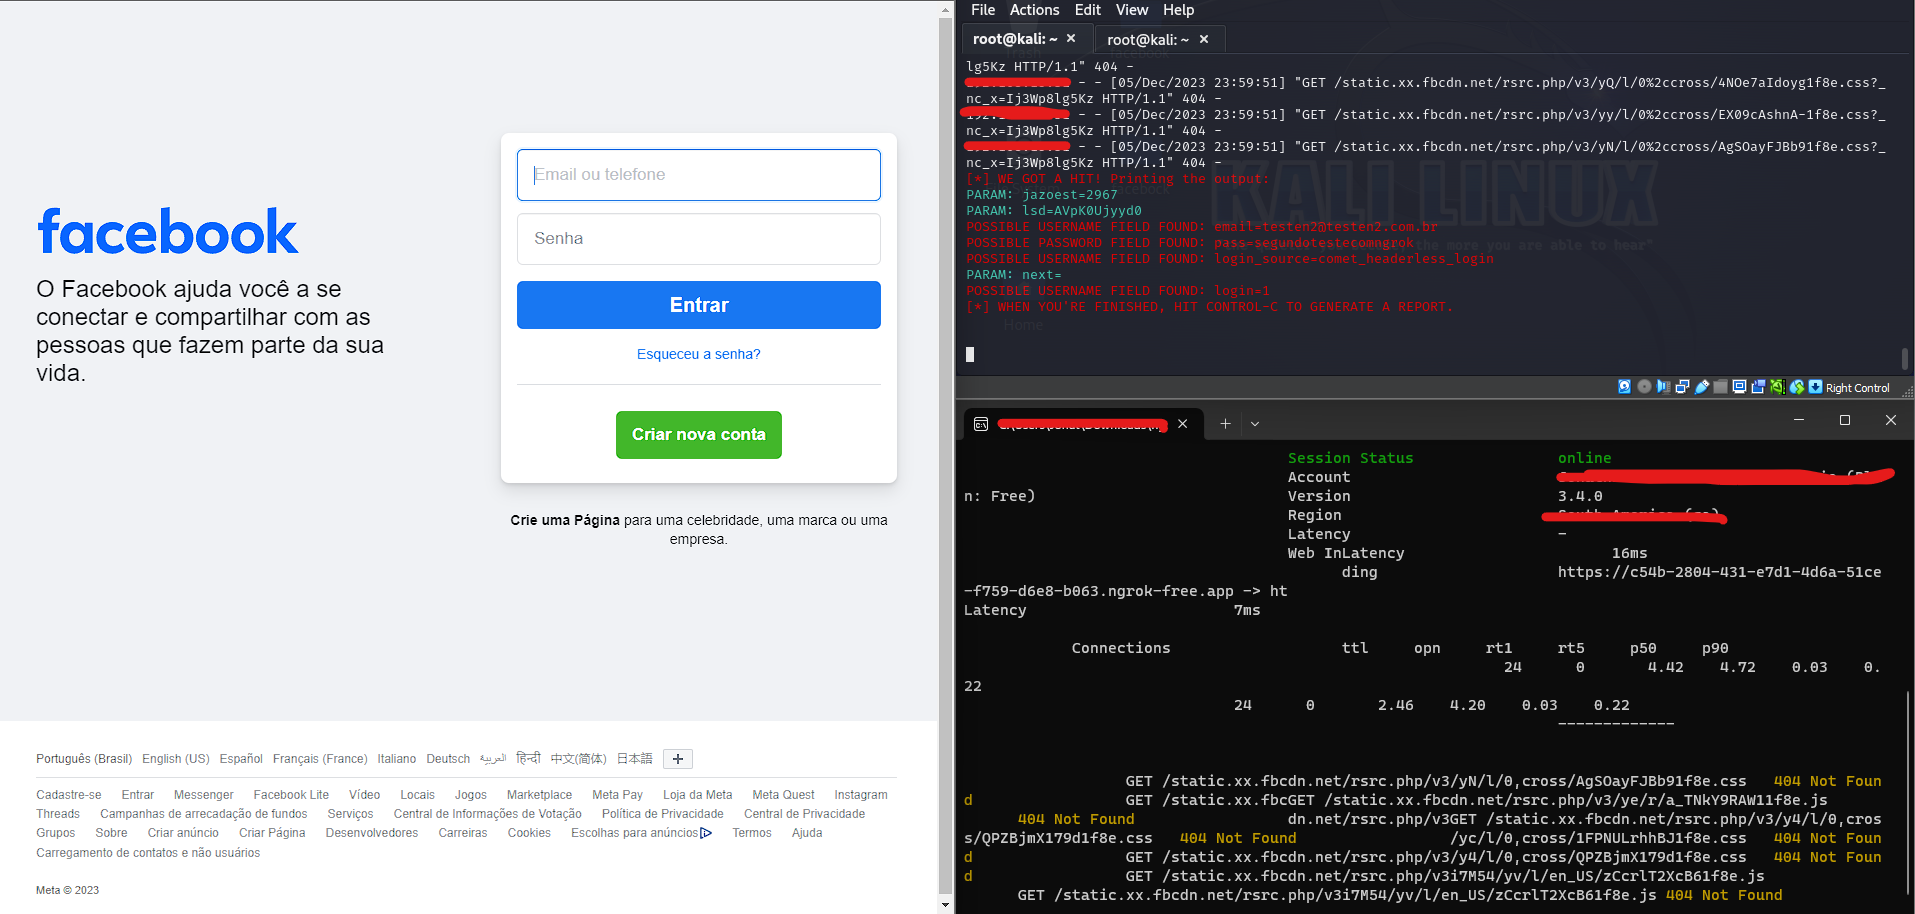 facebook
O Facebook ajuda você a se
conectar e compartilhar com as
pessoas que fazem parte da sua
vida.
Email ou telefone
Senha
Entrar
Esqueceu a senha?
Criar nova conta
Crie uma Página para uma celebridade, uma marca ou uma
empresa.
Português (Brasil) English (US) Español Français (France) Italiano Deutsch العربية हिन्दी 中文(简体) 日本語 +
Cadastre-se Entrar Messenger Facebook Lite Vídeo Locais Jogos Marketplace Meta Pay Loja da Meta Meta Quest Instagram
Threads Campanhas de arrecadação de fundos Serviços Central de Informações de Votação Política de Privacidade Central de Privacidade
Grupos Sobre Criar anúncio Criar Página Desenvolvedores Carreiras Cookies Escolhas para anúncios Termos Ajuda
Carregamento de contatos e não usuários
Meta © 2023
File Actions Edit View Help
root@kali: ~ × root@kali: ~ ×
lg5Kz HTTP/1.1" 404 -
- - [05/Dec/2023 23:59:51] "GET /static.xx.fbcdn.net/rsrc.php/v3/yQ/l/0%2ccross/4NOe7aIdoyg1f8e.css?_
nc_x=Ij3Wp8lg5Kz HTTP/1.1" 404 -
- - [05/Dec/2023 23:59:51] "GET /static.xx.fbcdn.net/rsrc.php/v3/yy/l/0%2ccross/EX09cAshnA-1f8e.css?_
nc_x=Ij3Wp8lg5Kz HTTP/1.1" 404 -
- - [05/Dec/2023 23:59:51] "GET /static.xx.fbcdn.net/rsrc.php/v3/yN/l/0%2ccross/AgSOayFJBb91f8e.css?_
nc_x=Ij3Wp8lg5Kz HTTP/1.1" 404 -
[*] WE GOT A HIT! Printing the output:
PARAM: jazoest=2967
PARAM: lsd=AVpK0Ujyyd0
POSSIBLE USERNAME FIELD FOUND: email=testen2@testen2.com.br
POSSIBLE PASSWORD FIELD FOUND: pass=segundotestecomngrok
POSSIBLE USERNAME FIELD FOUND: login_source=comet_headerless_login
PARAM: next=
POSSIBLE USERNAME FIELD FOUND: login=1
[*] WHEN YOU'RE FINISHED, HIT CONTROL-C TO GENERATE A REPORT.
KALI LINUX
the more you are able to hear"
Home
Right Control
Session Status online
Account
n: Free)
Version 3.4.0
Region
Latency -
Web InLatency 16ms
ding https://c54b-2804-431-e7d1-4d6a-51ce
-f759-d6e8-b063.ngrok-free.app -> ht
Latency 7ms
Connections ttl opn rt1 rt5 p50 p90
24 0 4.42 4.72 0.03 0.
22
24 0 2.46 4.20 0.03 0.22
-------------
GET /static.xx.fbcdn.net/rsrc.php/v3/yN/l/0,cross/AgSOayFJBb91f8e.css 404 Not Foun
d GET /static.xx.fbcGET /static.xx.fbcdn.net/rsrc.php/v3/ye/r/a_TNkY9RAW11f8e.js
404 Not Found dn.net/rsrc.php/v3GET /static.xx.fbcdn.net/rsrc.php/v3/y4/l/0,cros
s/QPZBjmX179d1f8e.css 404 Not Found /yc/l/0,cross/1FPNULrhhBJ1f8e.css 404 Not Foun
d GET /static.xx.fbcdn.net/rsrc.php/v3/y4/l/0,cross/QPZBjmX179d1f8e.css 404 Not Foun
d GET /static.xx.fbcdn.net/rsrc.php/v3i7M54/yv/l/en_US/zCcrlT2XcB61f8e.js
GET /static.xx.fbcdn.net/rsrc.php/v3i7M54/yv/l/en_US/zCcrlT2XcB61f8e.js 404 Not Found